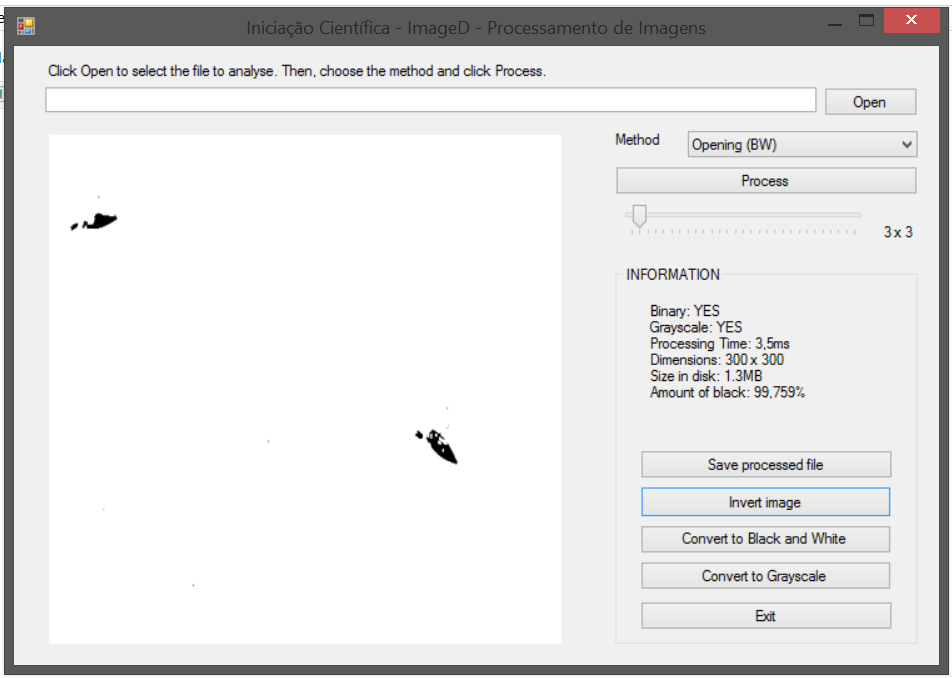 Iniciação Científica - ImageD - Processamento de Imagens
Click Open to select the file to analyse. Then, choose the method and click Process.
Open
Method
Opening (BW)
Process
3 x 3
INFORMATION
Binary: YES
Grayscale: YES
Processing Time: 3,5ms
Dimensions: 300 x 300
Size in disk: 1.3MB
Amount of black: 99,759%
Save processed file
Invert image
Convert to Black and White
Convert to Grayscale
Exit